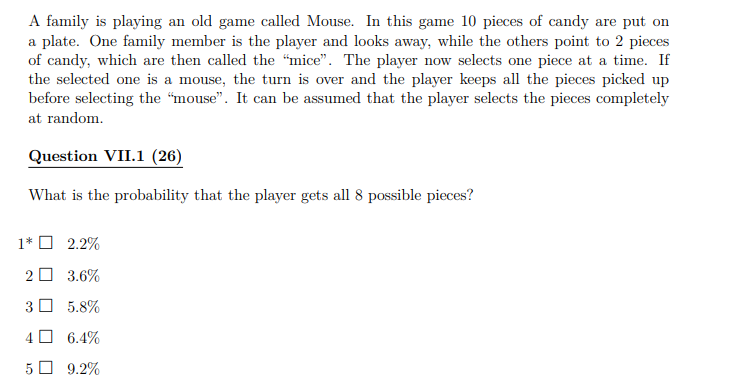 A family is playing an old game called Mouse. In this game 10 pieces of candy are put on
a plate. One family member is the player and looks away, while the others point to 2 pieces
of candy, which are then called the “mice”. The player now selects one piece at a time. If
the selected one is a mouse, the turn is over and the player keeps all the pieces picked up
before selecting the “mouse”. It can be assumed that the player selects the pieces completely
at random.
Question VII.1 (26)
What is the probability that the player gets all 8 possible pieces?
1* □ 2.2%
2 □ 3.6%
3 □ 5.8%
4 □ 6.4%
5 □ 9.2%